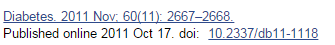 Diabetes. 2011 Nov; 60(11): 2667–2668.
Published online 2011 Oct 17. doi: 10.2337/db11-1118